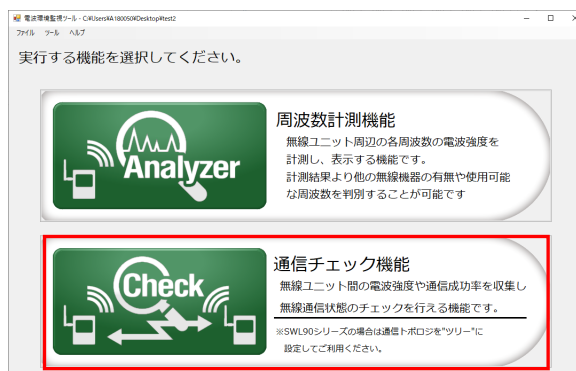 電波環境監視ツール - C:¥Users¥A180050¥Desktop¥test2
ファイル ツール ヘルプ
実行する機能を選択してください。
Analyzer
周波数計測機能
無線ユニット周辺の各周波数の電波強度を
計測し、表示する機能です。
計測結果より他の無線機器の有無や使用可能
な周波数を判別することが可能です
Check
通信チェック機能
無線ユニット間の電波強度や通信成功率を収集し
無線通信状態のチェックを行える機能です。
※SWL90シリーズの場合は通信トポロジを"ツリー"に
設定してご利用ください。